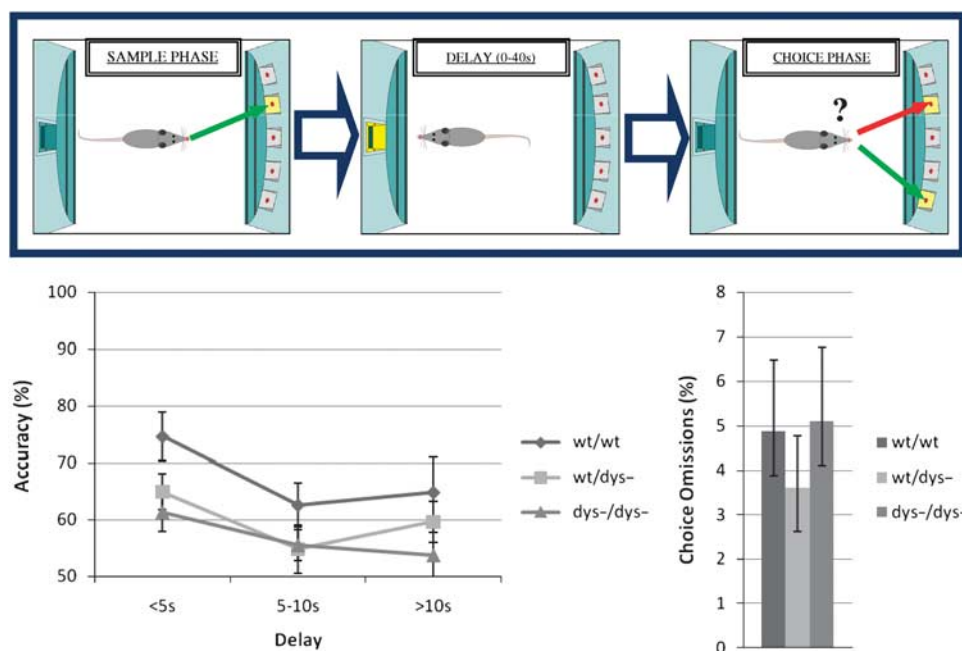 SAMPLE PHASE
DELAY (0-40s)
CHOICE PHASE
?
100
90
80
70
60
50
Accuracy (%)
<5s
5-10s
>10s
Delay
wt/wt
wt/dys-
dys-/dys-
8
7
6
5
4
3
2
1
0
Choice Omissions (%)
wt/wt
wt/dys-
dys-/dys-